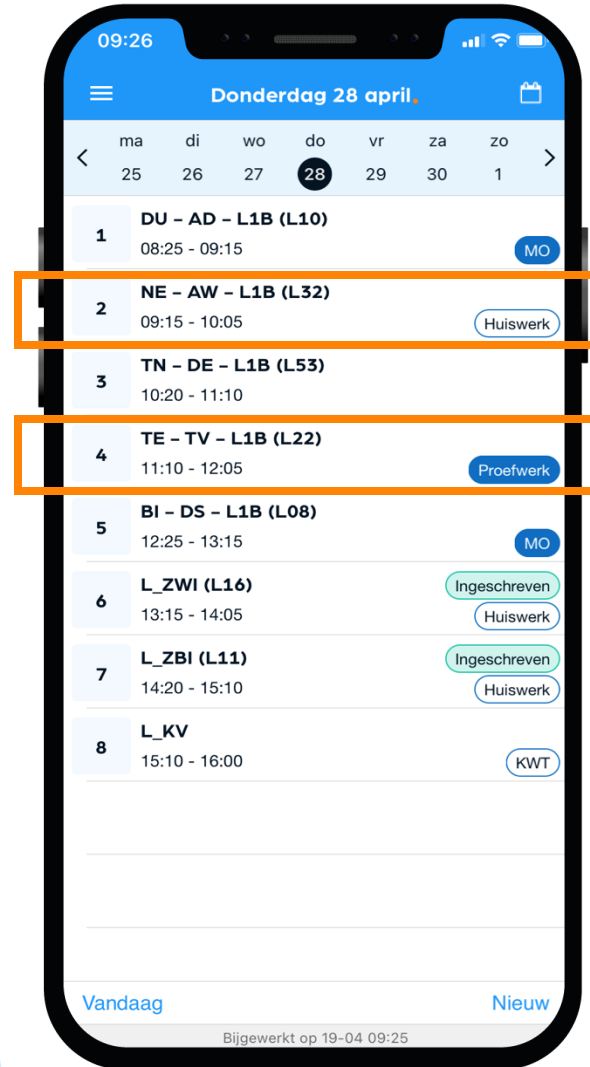 09:26
Donderdag 28 april.
ma di wo do vr za zo
25 26 27 28 29 30 1
1
DU – AD – L1B (L10)
08:25 - 09:15
MO
2
NE – AW – L1B (L32)
09:15 - 10:05
Huiswerk
3
TN – DE – L1B (L53)
10:20 - 11:10
4
TE – TV – L1B (L22)
11:10 - 12:05
Proefwerk
5
BI – DS – L1B (L08)
12:25 - 13:15
MO
6
L_ZWI (L16)
Ingeschreven
13:15 - 14:05
Huiswerk
7
L_ZBI (L11)
Ingeschreven
14:20 - 15:10
Huiswerk
8
L_KV
15:10 - 16:00
KWT
Vandaag Nieuw
Bijgewerkt op 19-04 09:25